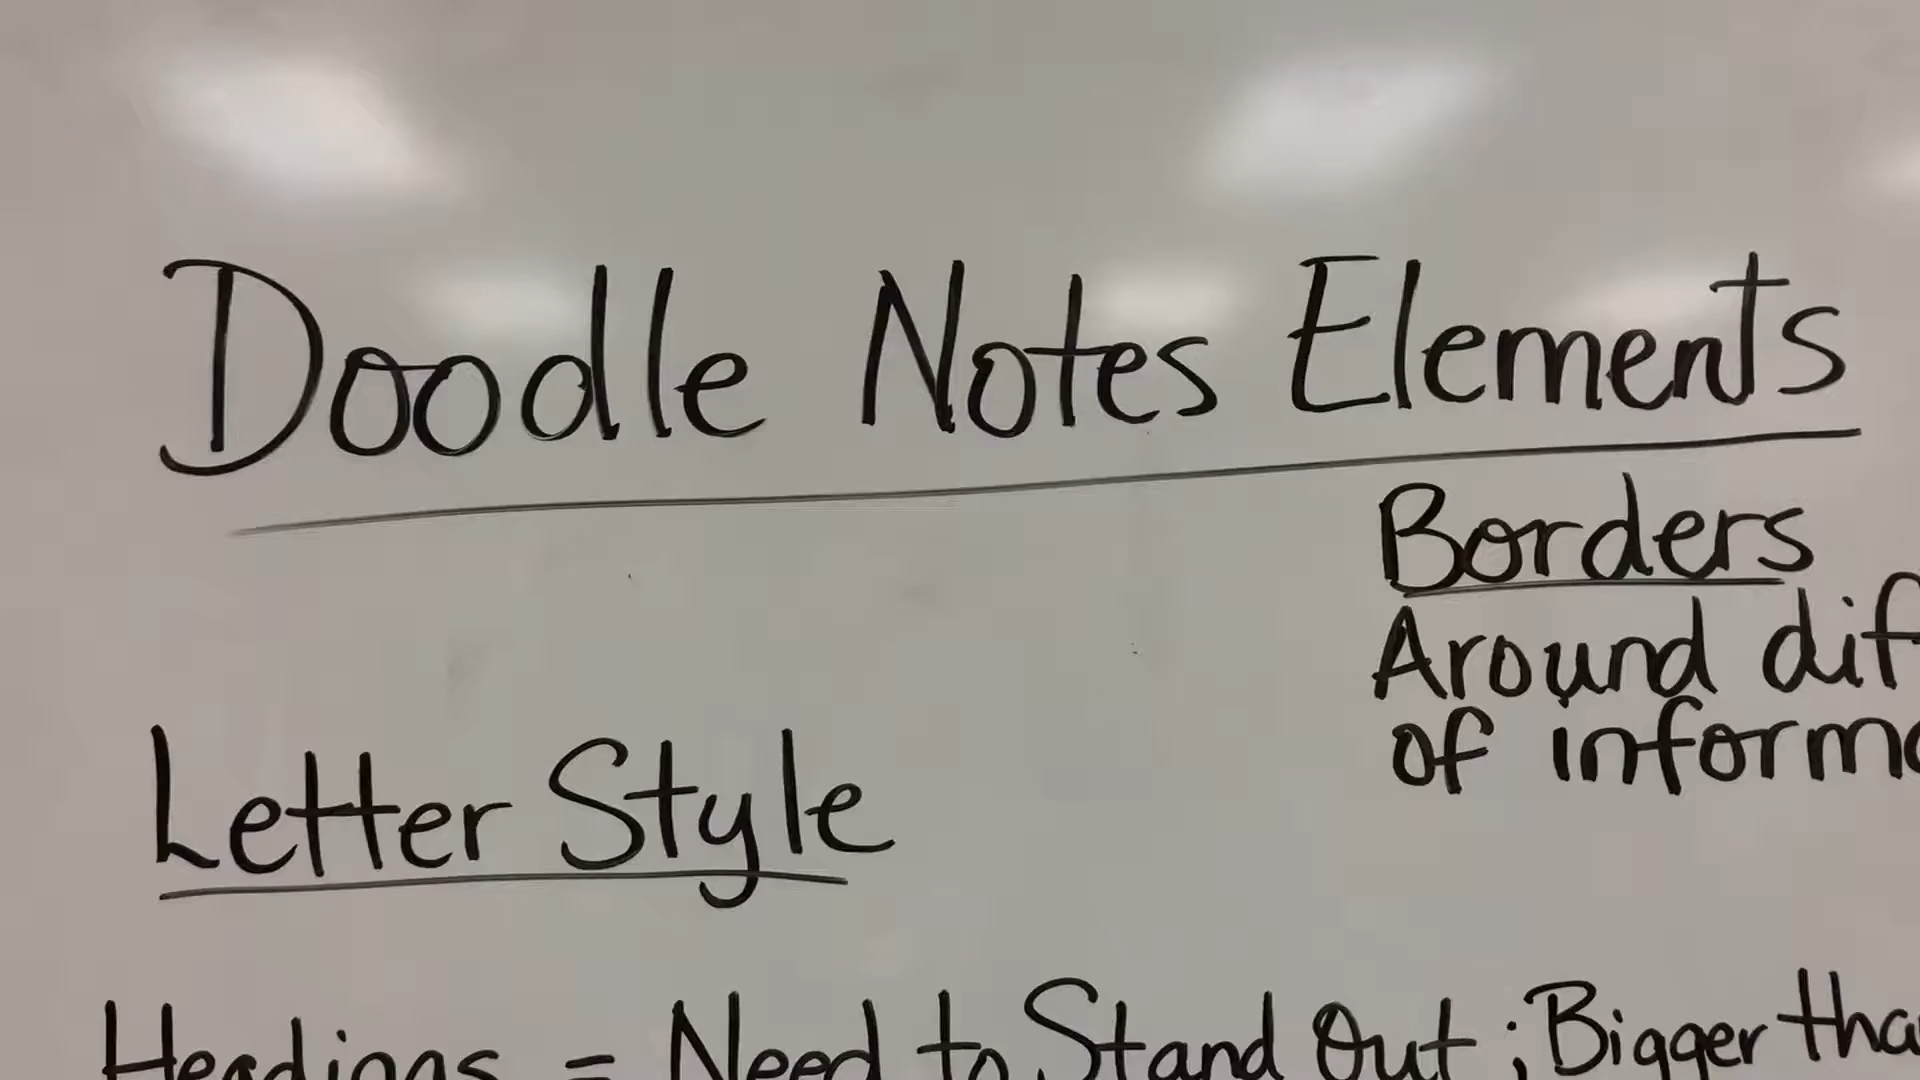 Doodle Notes Elements
Borders
Around dif
of informa
Letter Style
Headings = Need to Stand Out ; Bigger tha